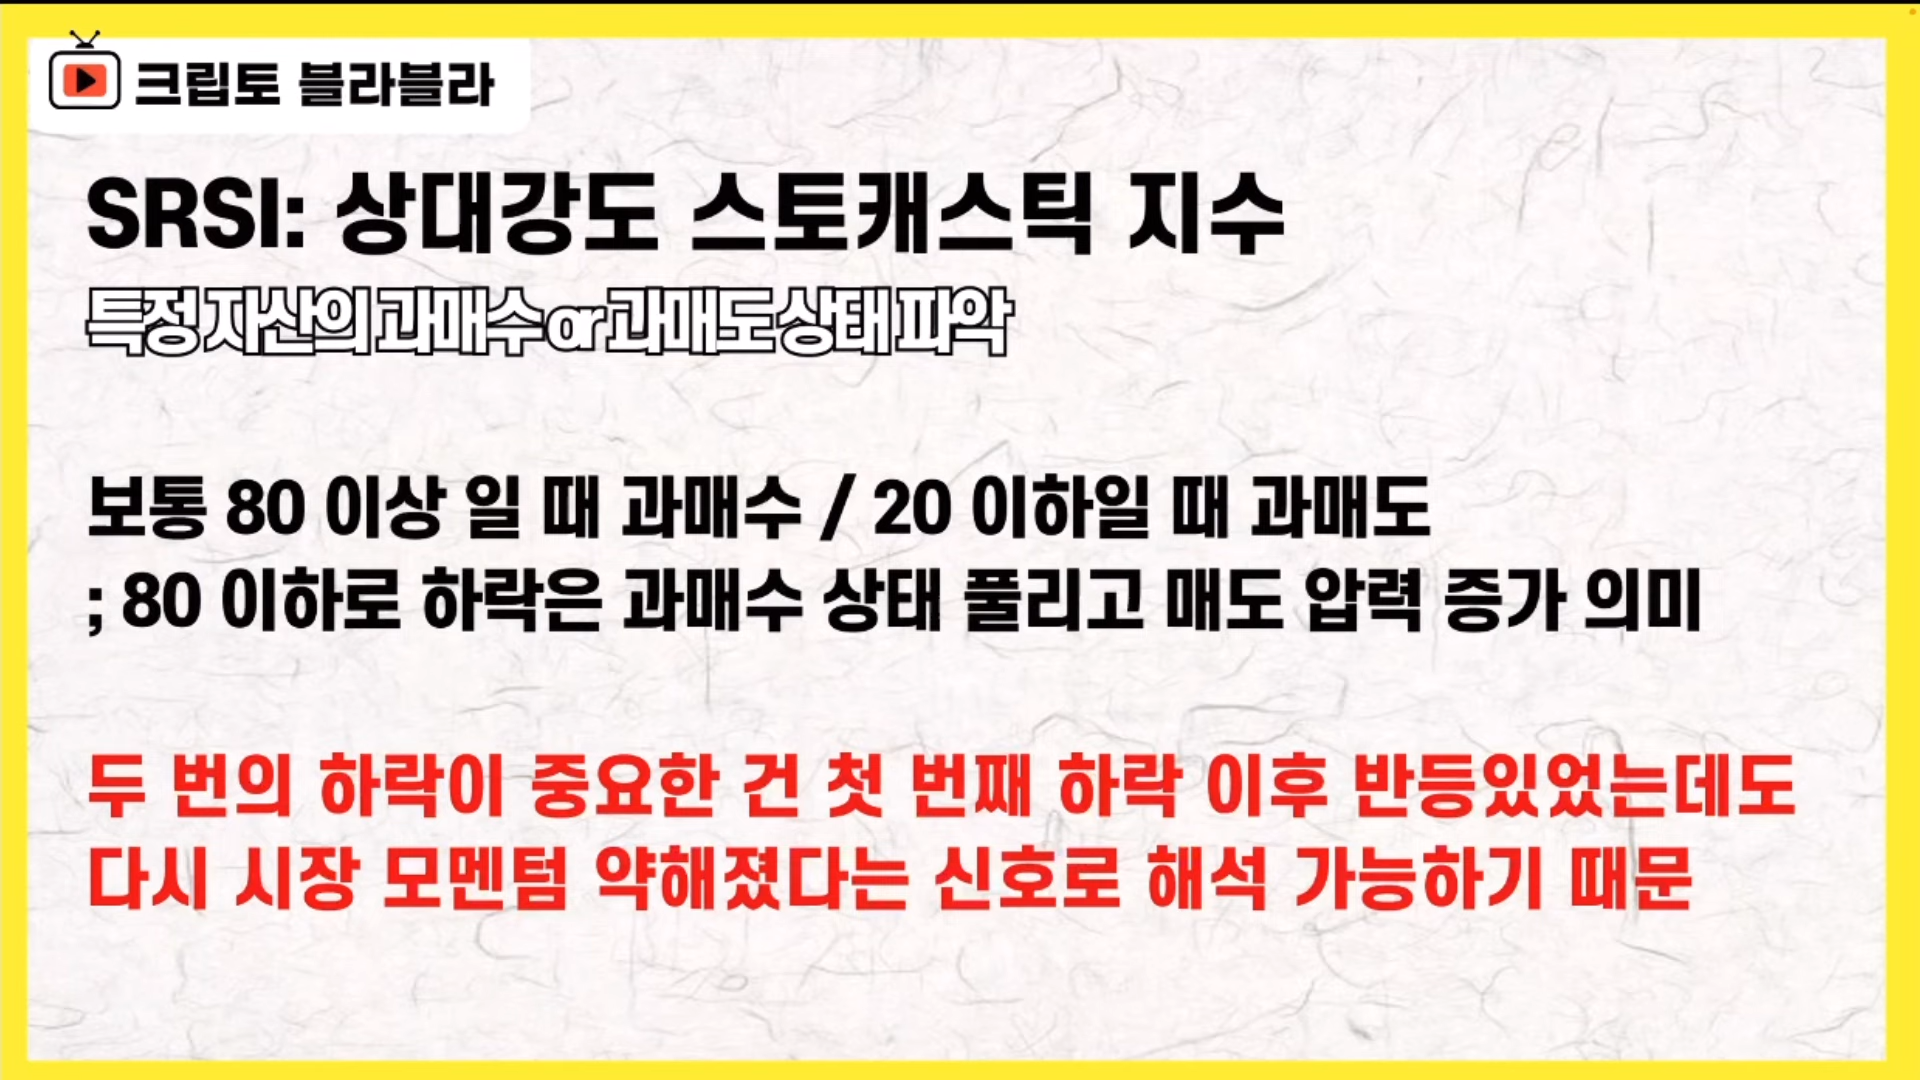 크립토 블라블라
SRSI: 상대강도 스토캐스틱 지수
특정 자산의 과매수 or 과매도 상태 파악
보통 80 이상 일 때 과매수 / 20 이하일 때 과매도
; 80 이하로 하락은 과매수 상태 풀리고 매도 압력 증가 의미
두 번의 하락이 중요한 건 첫 번째 하락 이후 반등있었는데도
다시 시장 모멘텀 약해졌다는 신호로 해석 가능하기 때문